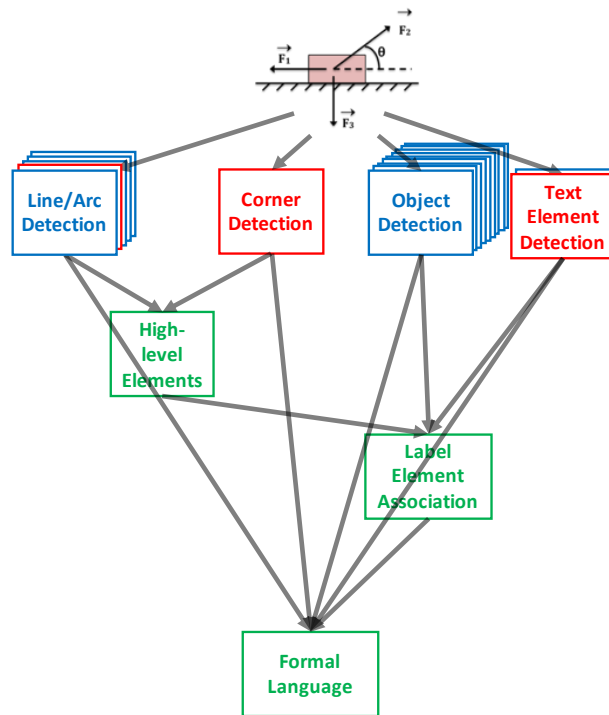 F₂
θ
F₁
F₃
Line/Arc
Detection
Corner
Detection
Object
Detection
Text
Element
Detection
High-
level
Elements
Label
Element
Association
Formal
Language